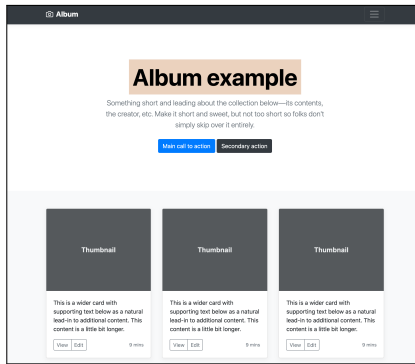 Album
Album example
Something short and leading about the collection below—its contents,
the creator, etc. Make it short and sweet, but not too short so folks don't
simply skip over it entirely.
Main call to action Secondary action
Thumbnail Thumbnail Thumbnail
This is a wider card with
supporting text below as a natural
lead-in to additional content. This
content is a little bit longer.
View Edit 9 mins
This is a wider card with
supporting text below as a natural
lead-in to additional content. This
content is a little bit longer.
View Edit 9 mins
This is a wider card with
supporting text below as a natural
lead-in to additional content. This
content is a little bit longer.
View Edit 9 mins